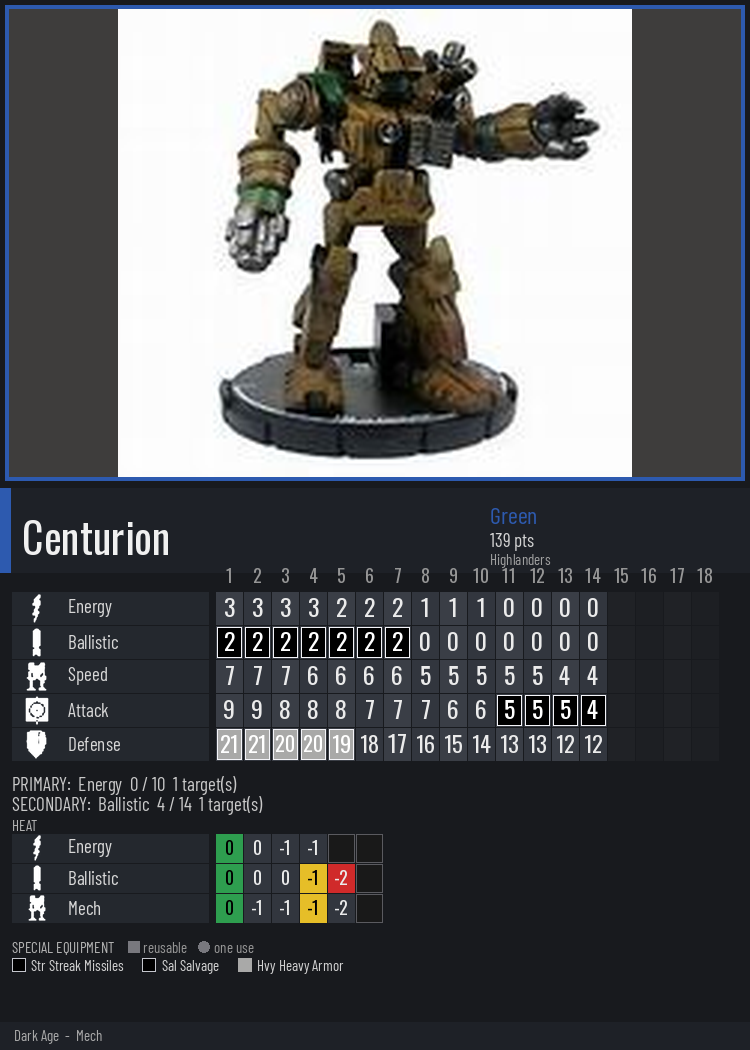 Centurion
Green
139 pts
Highlanders
1 2 3 4 5 6 7 8 9 10 11 12 13 14 15 16 17 18
Energy 3 3 3 3 2 2 2 1 1 1 0 0 0 0
Ballistic 2 2 2 2 2 2 2 0 0 0 0 0 0 0
Speed 7 7 7 6 6 6 6 5 5 5 5 5 4 4
Attack 9 9 8 8 8 7 7 7 6 6 5 5 5 4
Defense 21 21 20 20 19 18 17 16 15 14 13 13 12 12
PRIMARY: Energy 0 / 10 1 target(s)
SECONDARY: Ballistic 4 / 14 1 target(s)
HEAT
Energy 0 0 -1 -1
Ballistic 0 0 0 -1 -2
Mech 0 -1 -1 -1 -2
SPECIAL EQUIPMENT reusable one use
Str Streak Missiles Sal Salvage Hvy Heavy Armor
Dark Age - Mech